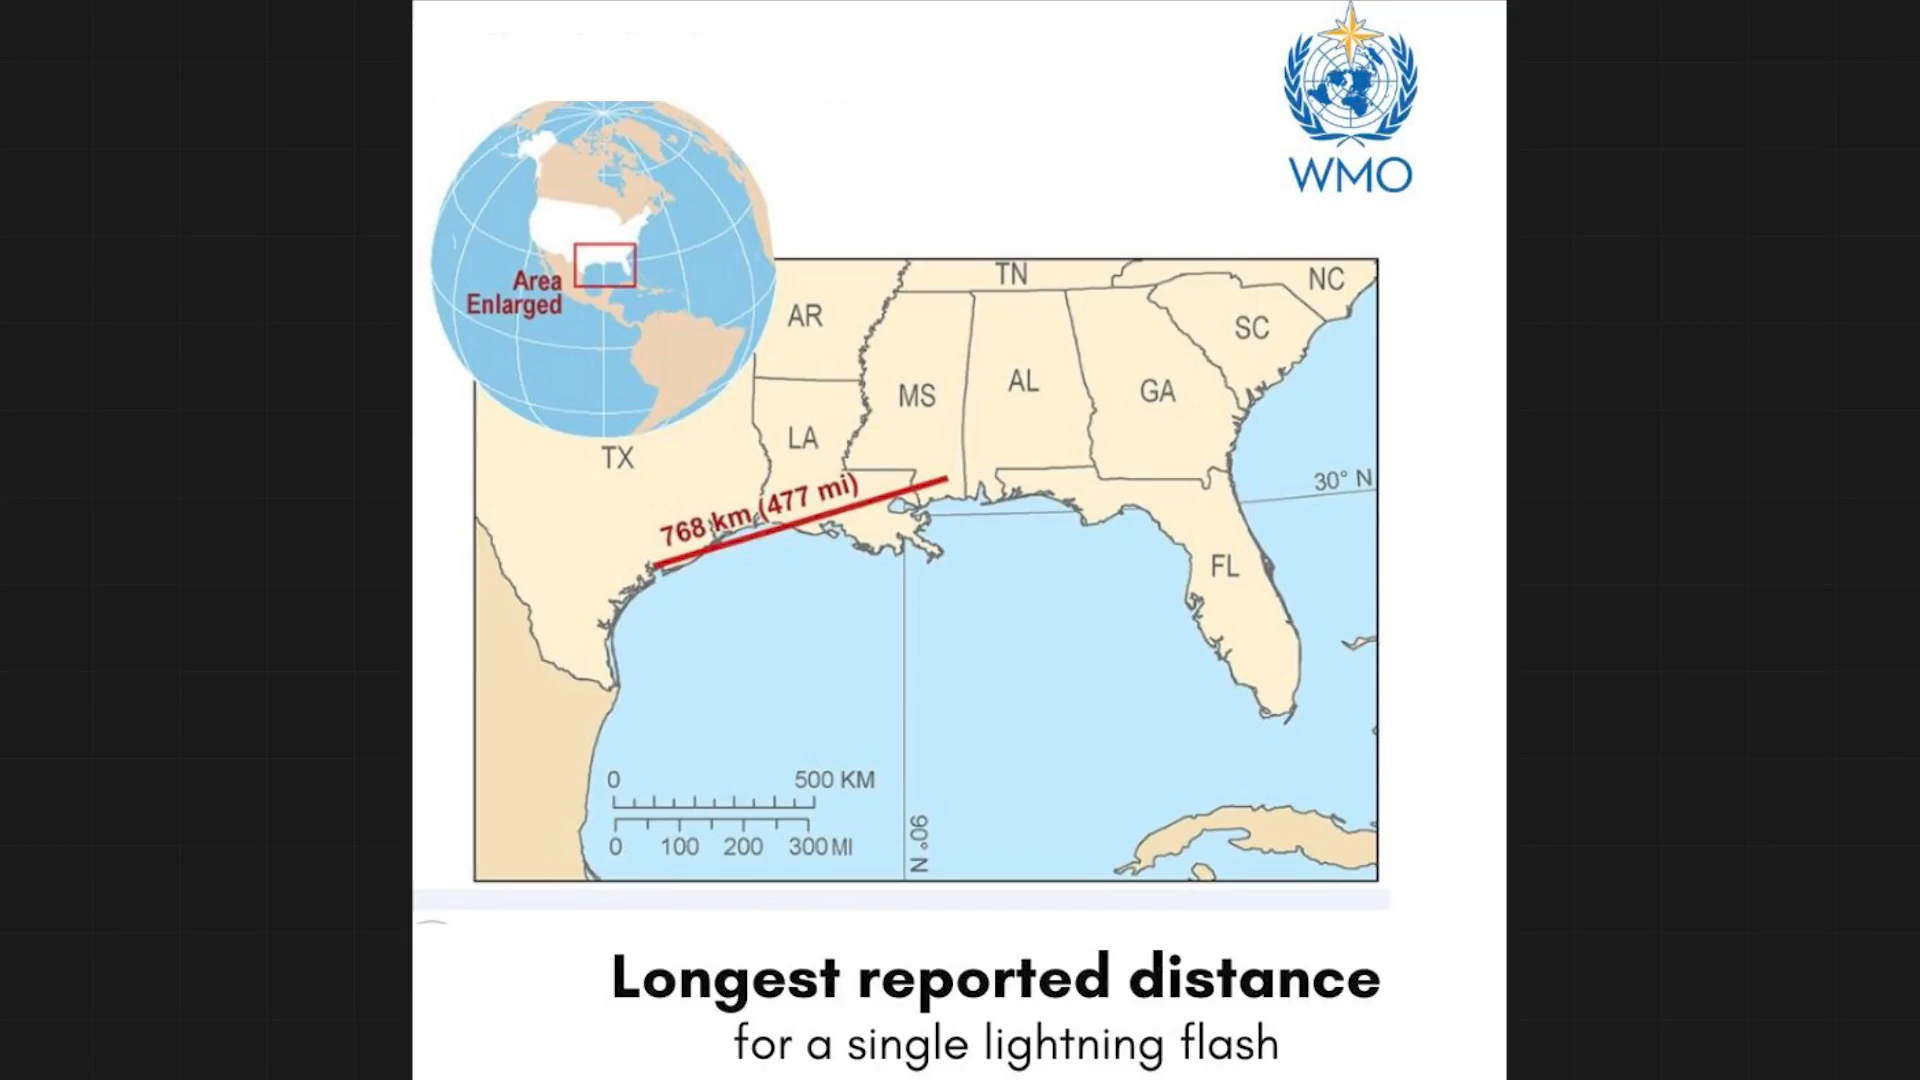 WMO
Area
Enlarged
TN
NC
AR
SC
MS
AL
GA
LA
TX
30° N
768 km (477 mi)
FL
0 500 KM
0 100 200 300 MI
90° N
Longest reported distance
for a single lightning flash